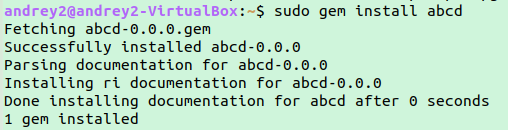 andrey2@andrey2-VirtualBox:~$ sudo gem install abcd
Fetching abcd-0.0.0.gem
Successfully installed abcd-0.0.0
Parsing documentation for abcd-0.0.0
Installing ri documentation for abcd-0.0.0
Done installing documentation for abcd after 0 seconds
1 gem installed